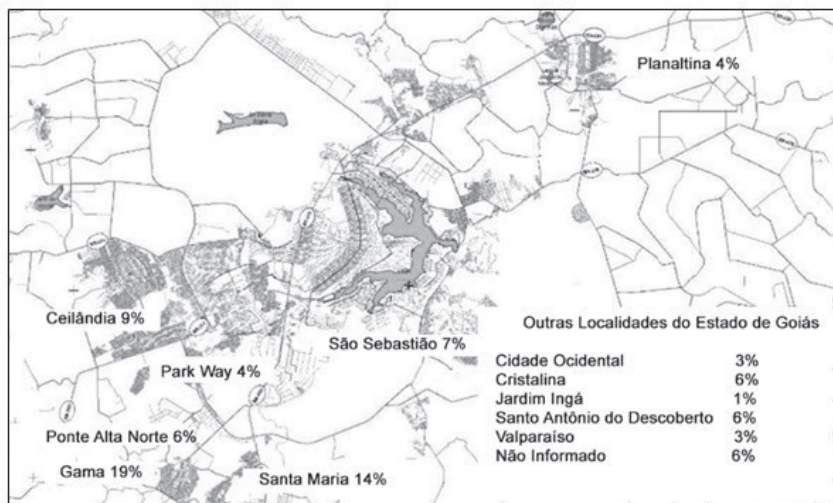 Planaltina 4%
Ceilândia 9%
São Sebastião 7%
Park Way 4%
Ponte Alta Norte 6%
Gama 19%
Santa Maria 14%
Outras Localidades do Estado de Goiás
Cidade Ocidental 3%
Cristalina 6%
Jardim Ingá 1%
Santo Antônio do Descoberto 6%
Valparaíso 3%
Não Informado 6%